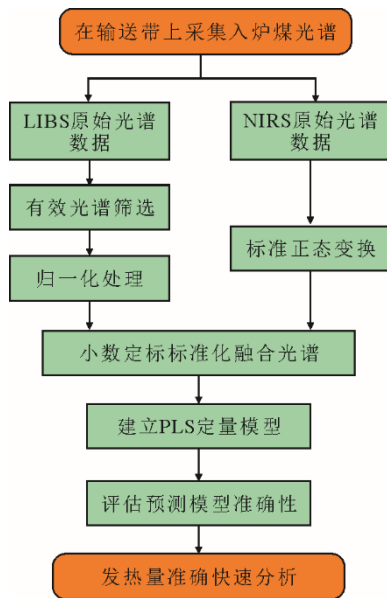 在输送带上采集入炉煤光谱
LIBS原始光谱
数据
NIRS原始光谱
数据
有效光谱筛选
标准正态变换
归一化处理
小数定标标准化融合光谱
建立PLS定量模型
评估预测模型准确性
发热量准确快速分析